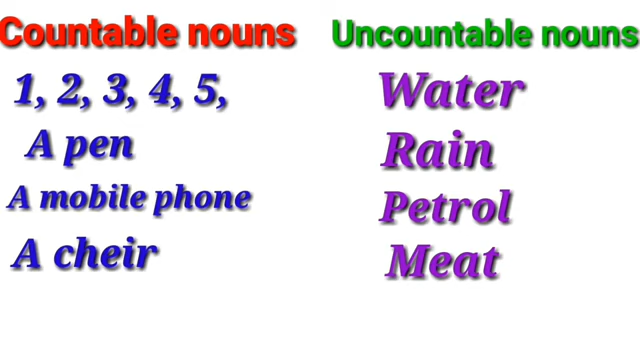 Countable nouns
1, 2, 3, 4, 5,
A pen
A mobile phone
A cheir
Uncountable nouns
Water
Rain
Petrol
Meat